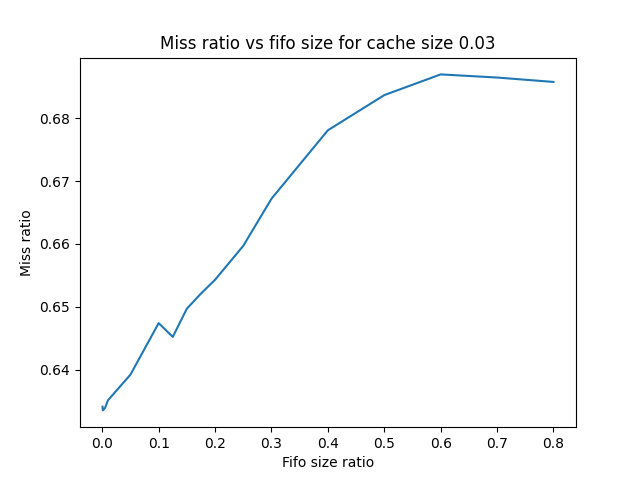 Miss ratio vs fifo size for cache size 0.03
Miss ratio
0.68
0.67
0.66
0.65
0.64
0.0 0.1 0.2 0.3 0.4 0.5 0.6 0.7 0.8
Fifo size ratio